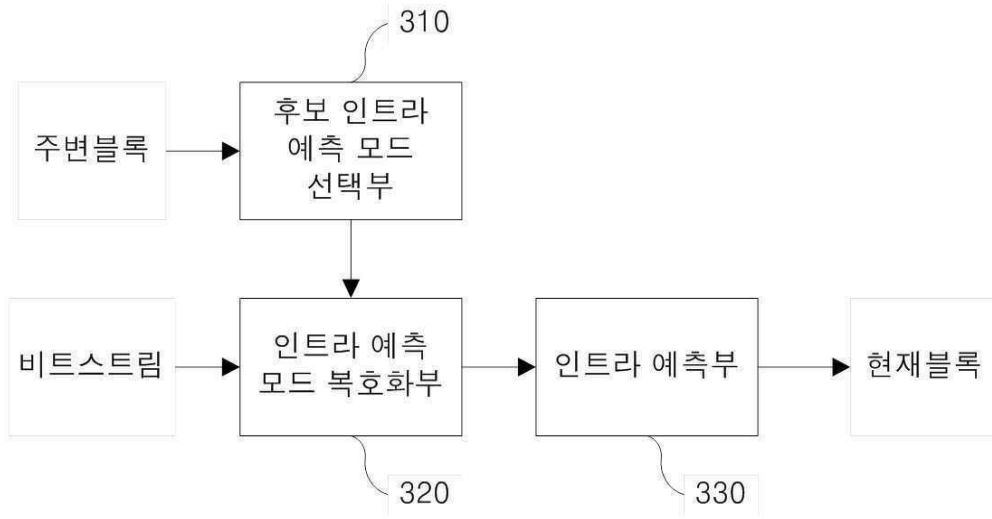 310
주변블록
후보 인트라
예측 모드
선택부
비트스트림
인트라 예측
모드 복호화부
인트라 예측부
현재블록
320
330